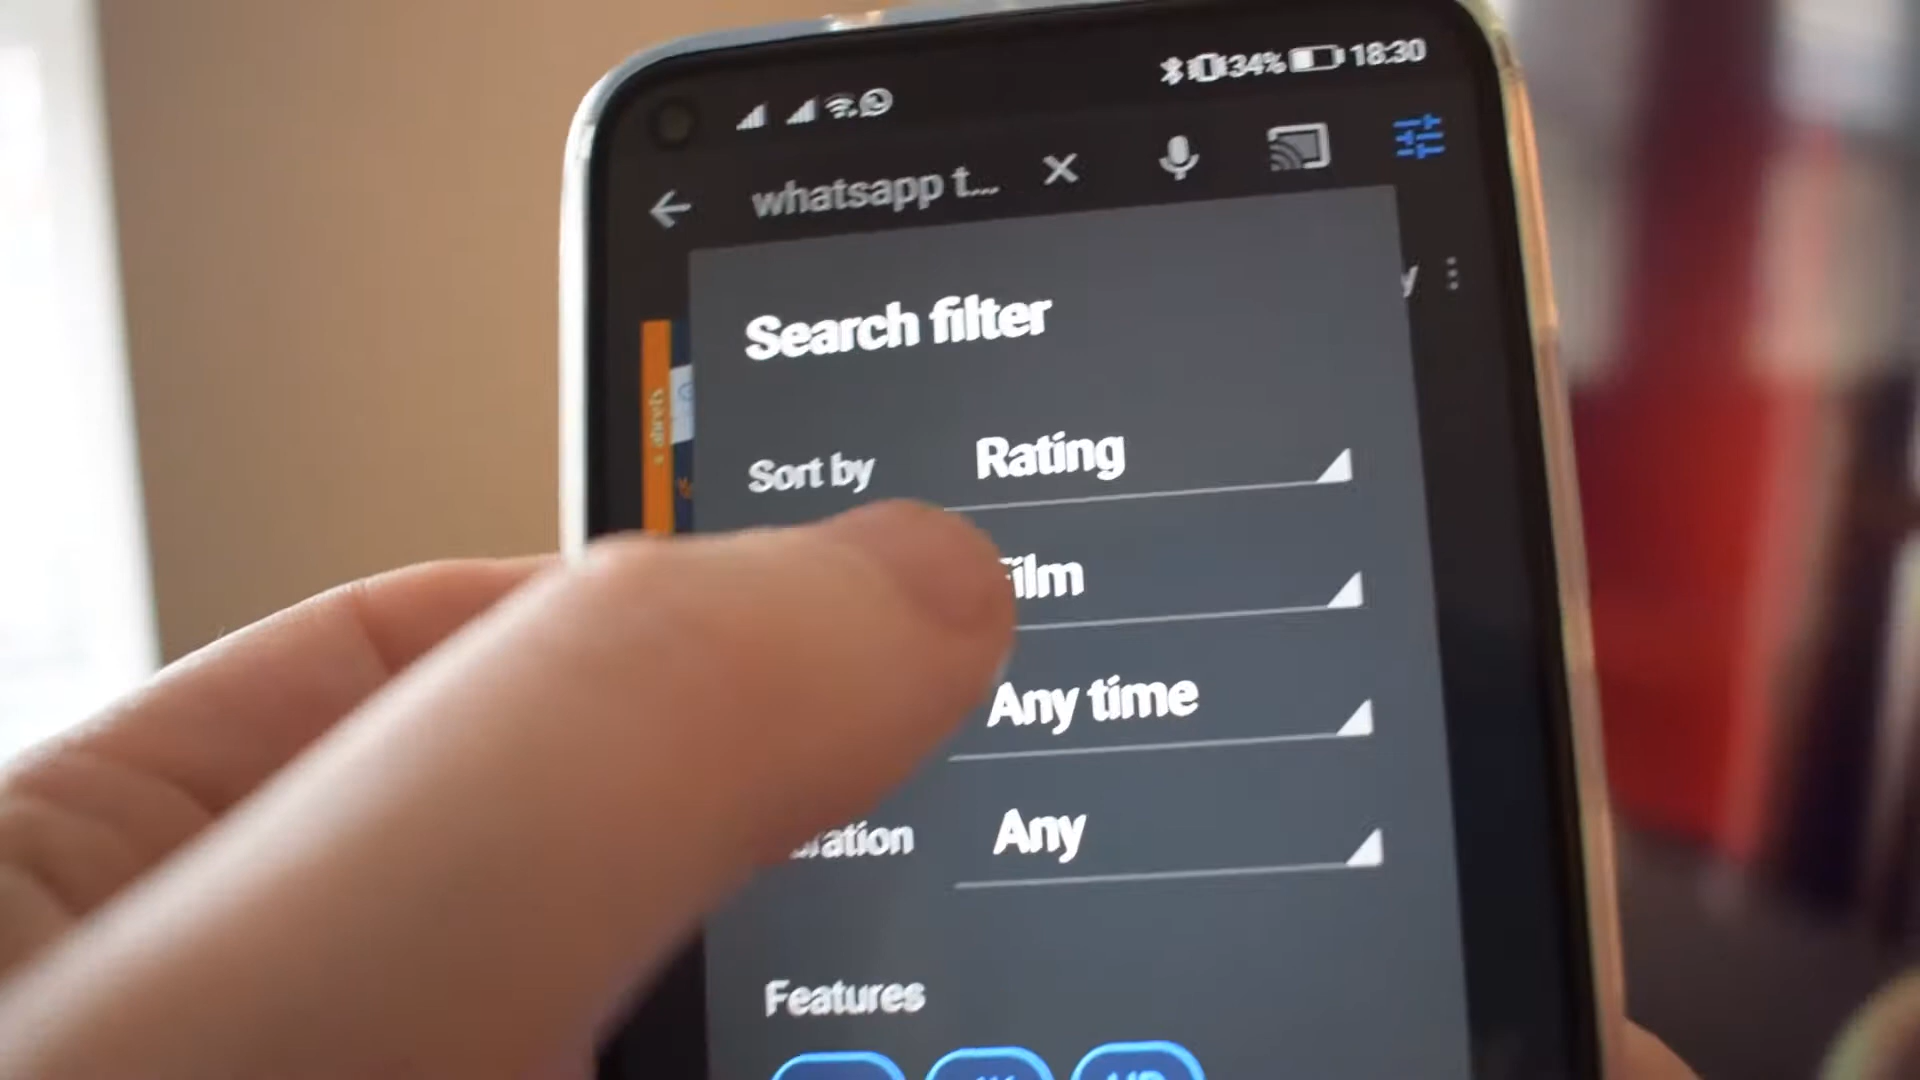 34% 18:30
whatsapp t...
y
Search filter
Sort by Rating
Film
Any time
Any
Features